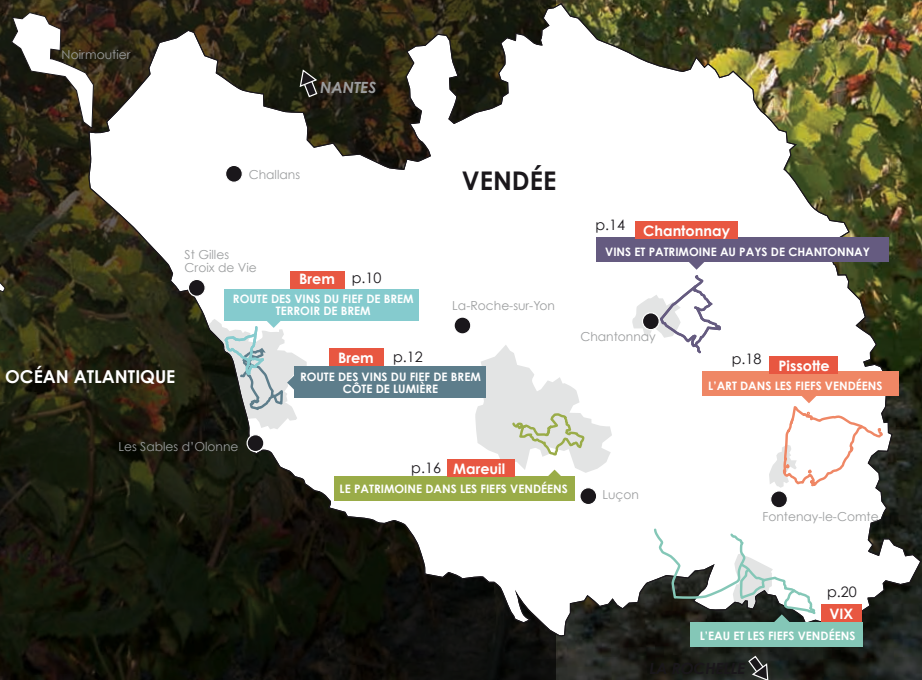 Noirmoutier
NANTES
Challans
VENDÉE
p.14 Chantonnay
VINS ET PATRIMOINE AU PAYS DE CHANTONNAY
St Gilles
Croix de Vie
Brem p.10
ROUTE DES VINS DU FIEF DE BREM
TERROIR DE BREM
La-Roche-sur-Yon
Chantonnay
Brem p.12
ROUTE DES VINS DU FIEF DE BREM
CÔTE DE LUMIÈRE
OCÉAN ATLANTIQUE
p.18 Pissotte
L'ART DANS LES FIEFS VENDÉENS
Les Sables d'Olonne
p.16 Mareuil
LE PATRIMOINE DANS LES FIEFS VENDÉENS
Luçon
Fontenay-le-Comte
p.20
VIX
L'EAU ET LES FIEFS VENDÉENS